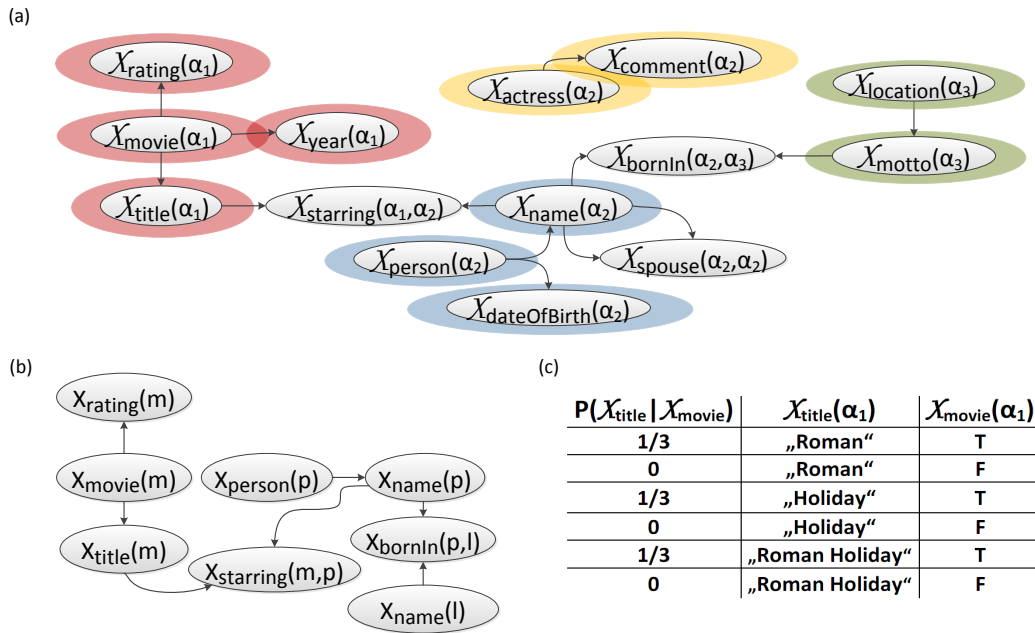 (a)
𝒳rating(α₁)
𝒳comment(α₂)
𝒳actress(α₂)
𝒳location(α₃)
𝒳movie(α₁)
𝒳year(α₁)
𝒳bornIn(α₂,α₃)
𝒳motto(α₃)
𝒳title(α₁)
𝒳starring(α₁,α₂)
𝒳name(α₂)
𝒳person(α₂)
𝒳spouse(α₂,α₂)
𝒳dateOfBirth(α₂)
(b)
Xrating(m)
Xmovie(m)
Xperson(p)
Xname(p)
Xtitle(m)
XbornIn(p,l)
Xstarring(m,p)
Xname(l)
(c)
P(𝒳title|𝒳movie) 𝒳title(α₁) 𝒳movie(α₁)
1/3 „Roman“ T
0 „Roman“ F
1/3 „Holiday“ T
0 „Holiday“ F
1/3 „Roman Holiday“ T
0 „Roman Holiday“ F